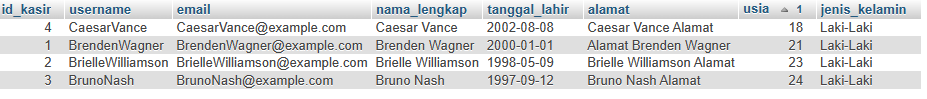 id_kasir username email nama_lengkap tanggal_lahir alamat usia 1 jenis_kelamin
4 CaesarVance CaesarVance@example.com Caesar Vance 2002-08-08 Caesar Vance Alamat 18 Laki-Laki
1 BrendenWagner BrendenWagner@example.com Brenden Wagner 2000-01-01 Alamat Brenden Wagner 21 Laki-Laki
2 BrielleWilliamson BrielleWilliamson@example.com Brielle Williamson 1998-05-09 Brielle Williamson Alamat 23 Laki-Laki
3 BrunoNash BrunoNash@example.com Bruno Nash 1997-09-12 Bruno Nash Alamat 24 Laki-Laki